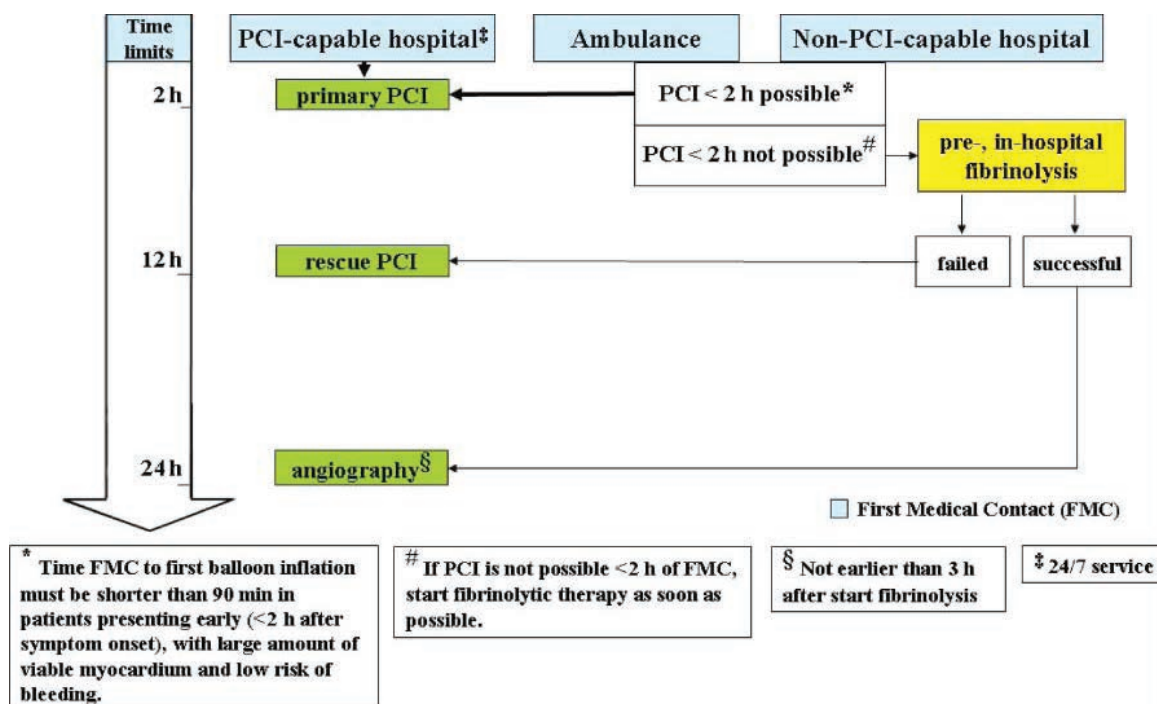 Time
limits
PCI-capable hospital‡
Ambulance
Non-PCI-capable hospital
2 h
primary PCI
PCI < 2 h possible*
PCI < 2 h not possible#
pre-, in-hospital
fibrinolysis
12 h
rescue PCI
failed
successful
24 h
angiography§
First Medical Contact (FMC)
* Time FMC to first balloon inflation
must be shorter than 90 min in
patients presenting early (<2 h after
symptom onset), with large amount of
viable myocardium and low risk of
bleeding.
# If PCI is not possible <2 h of FMC,
start fibrinolytic therapy as soon as
possible.
§ Not earlier than 3 h
after start fibrinolysis
‡ 24/7 service